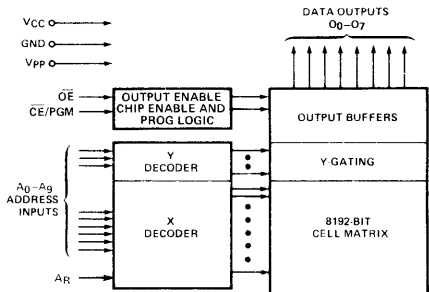 VCC
GND
VPP
DATA OUTPUTS
O0–O7
OE
CE/PGM
OUTPUT ENABLE
CHIP ENABLE AND
PROG LOGIC
OUTPUT BUFFERS
Y
DECODER
Y-GATING
A0–A9
ADDRESS
INPUTS
X
DECODER
8192-BIT
CELL MATRIX
AR